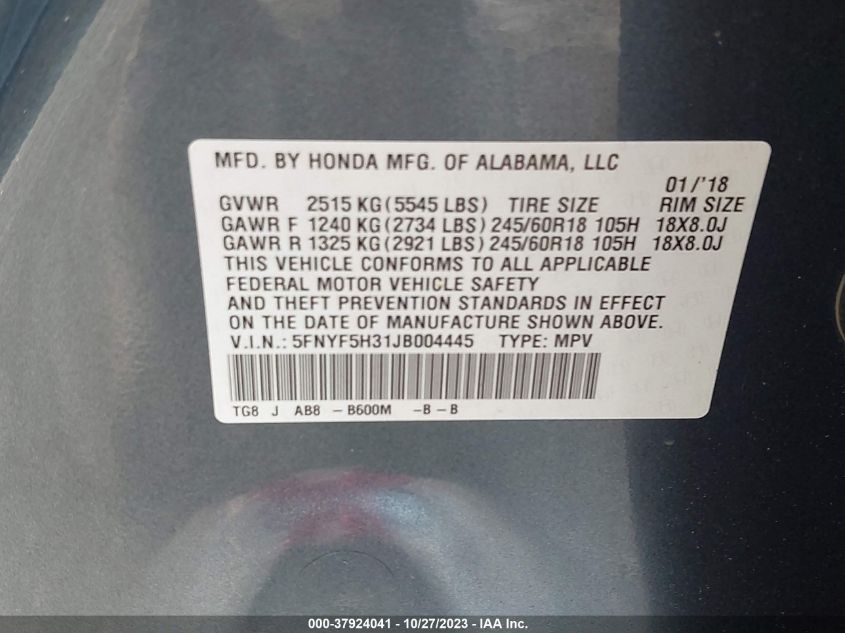 MFD. BY HONDA MFG. OF ALABAMA, LLC
01/'18
GVWR 2515 KG (5545 LBS) TIRE SIZE RIM SIZE
GAWR F 1240 KG (2734 LBS) 245/60R18 105H 18X8.0J
GAWR R 1325 KG (2921 LBS) 245/60R18 105H 18X8.0J
THIS VEHICLE CONFORMS TO ALL APPLICABLE
FEDERAL MOTOR VEHICLE SAFETY
AND THEFT PREVENTION STANDARDS IN EFFECT
ON THE DATE OF MANUFACTURE SHOWN ABOVE.
V.I.N.: 5FNYF5H31JB004445 TYPE: MPV
TG8 J AB8 - B600M - B - B
000-37924041 - 10/27/2023 - IAA Inc.